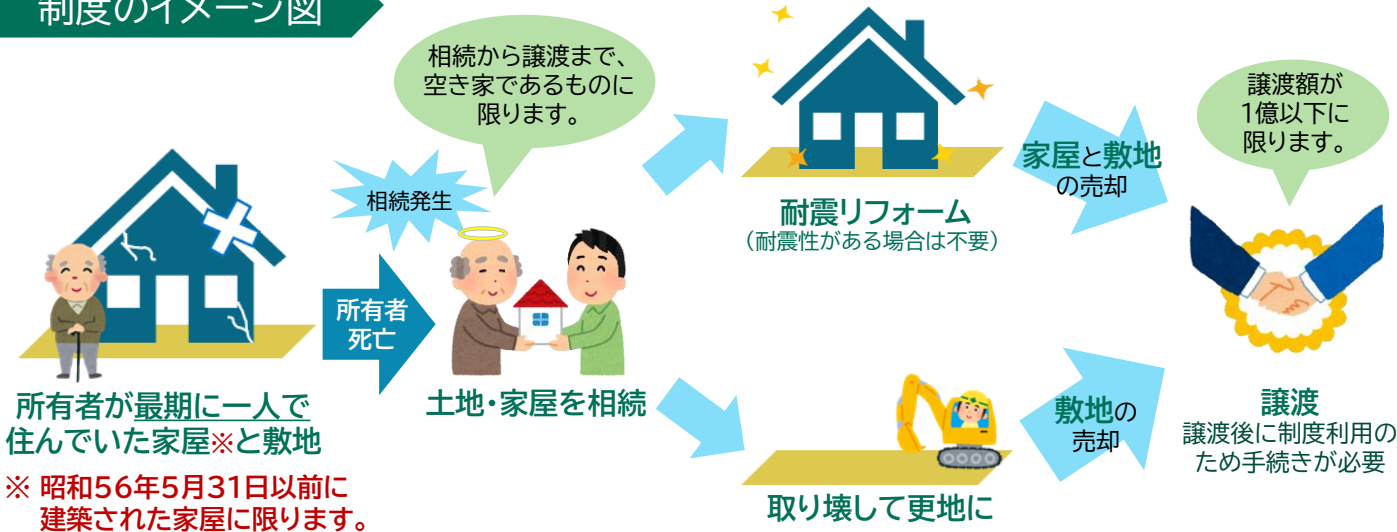 制度のイメージ図
相続から譲渡まで、
空き家であるものに
限ります。
譲渡額が
1億以下に
限ります。
相続発生
家屋と敷地
の売却
耐震リフォーム
（耐震性がある場合は不要）
所有者
死亡
所有者が最期に一人で
住んでいた家屋※と敷地
※ 昭和56年5月31日以前に
建築された家屋に限ります。
土地・家屋を相続
敷地の
売却
取り壊して更地に
譲渡
譲渡後に制度利用の
ため手続きが必要